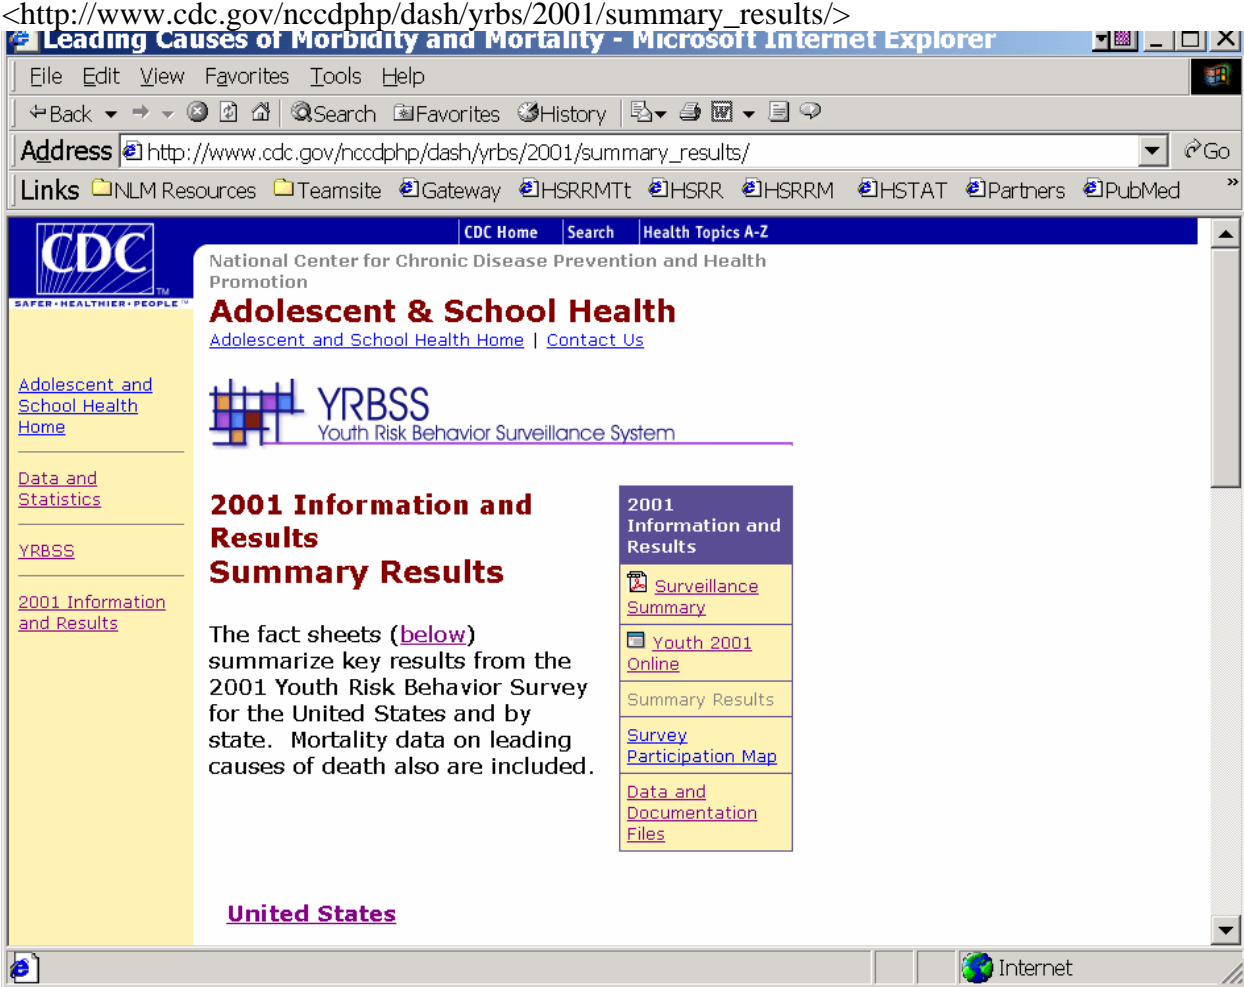 <http://www.cdc.gov/nccdphp/dash/yrbs/2001/summary_results/>
Leading Causes of Morbidity and Mortality - Microsoft Internet Explorer
File Edit View Favorites Tools Help
Back Search Favorites History
Address http://www.cdc.gov/nccdphp/dash/yrbs/2001/summary_results/ Go
Links NLM Resources Teamsite Gateway HSRRMTt HSRR HSRRM HSTAT Partners PubMed »
CDC Home Search Health Topics A-Z
CDC TM
SAFER•HEALTHIER•PEOPLE™
National Center for Chronic Disease Prevention and Health
Promotion
Adolescent & School Health
Adolescent and School Health Home | Contact Us
Adolescent and
School Health
Home
Data and
Statistics
YRBSS
2001 Information
and Results
YRBSS
Youth Risk Behavior Surveillance System
2001 Information and
Results
Summary Results
The fact sheets (below)
summarize key results from the
2001 Youth Risk Behavior Survey
for the United States and by
state.  Mortality data on leading
causes of death also are included.
2001
Information and
Results
Surveillance
Summary
Youth 2001
Online
Summary Results
Survey
Participation Map
Data and
Documentation
Files
United States
Internet